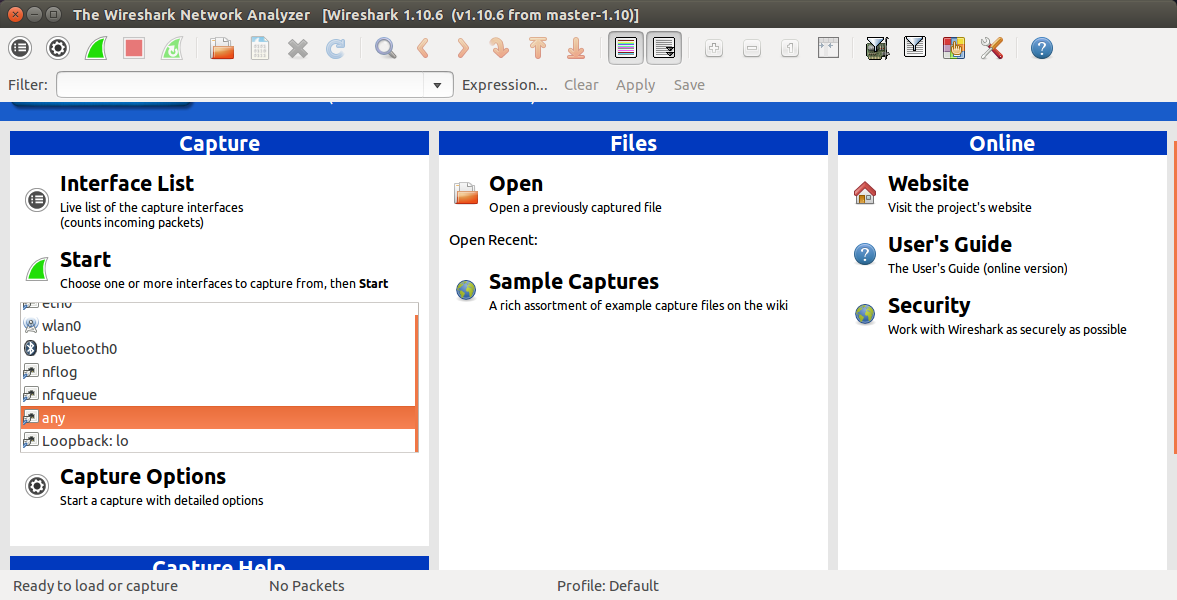 The Wireshark Network Analyzer [Wireshark 1.10.6 (v1.10.6 from master-1.10)]
Filter:
Expression... Clear Apply Save
Capture
Interface List
Live list of the capture interfaces
(counts incoming packets)
Start
Choose one or more interfaces to capture from, then Start
eth0
wlan0
bluetooth0
nflog
nfqueue
any
Loopback: lo
Capture Options
Start a capture with detailed options
Capture Help
Files
Open
Open a previously captured file
Open Recent:
Sample Captures
A rich assortment of example capture files on the wiki
Online
Website
Visit the project's website
User's Guide
The User's Guide (online version)
Security
Work with Wireshark as securely as possible
Ready to load or capture
No Packets
Profile: Default